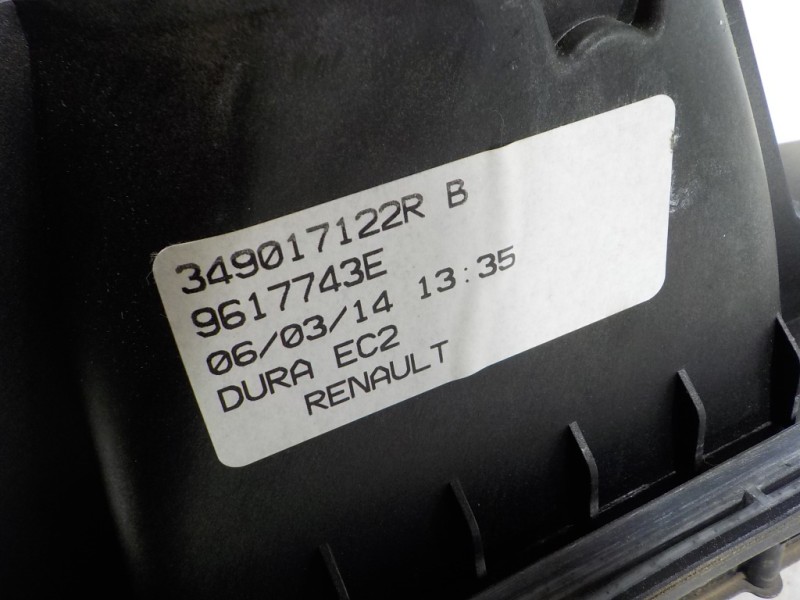 349017122R B
9617743E
06/03/14 13:35
DURA EC2
RENAULT